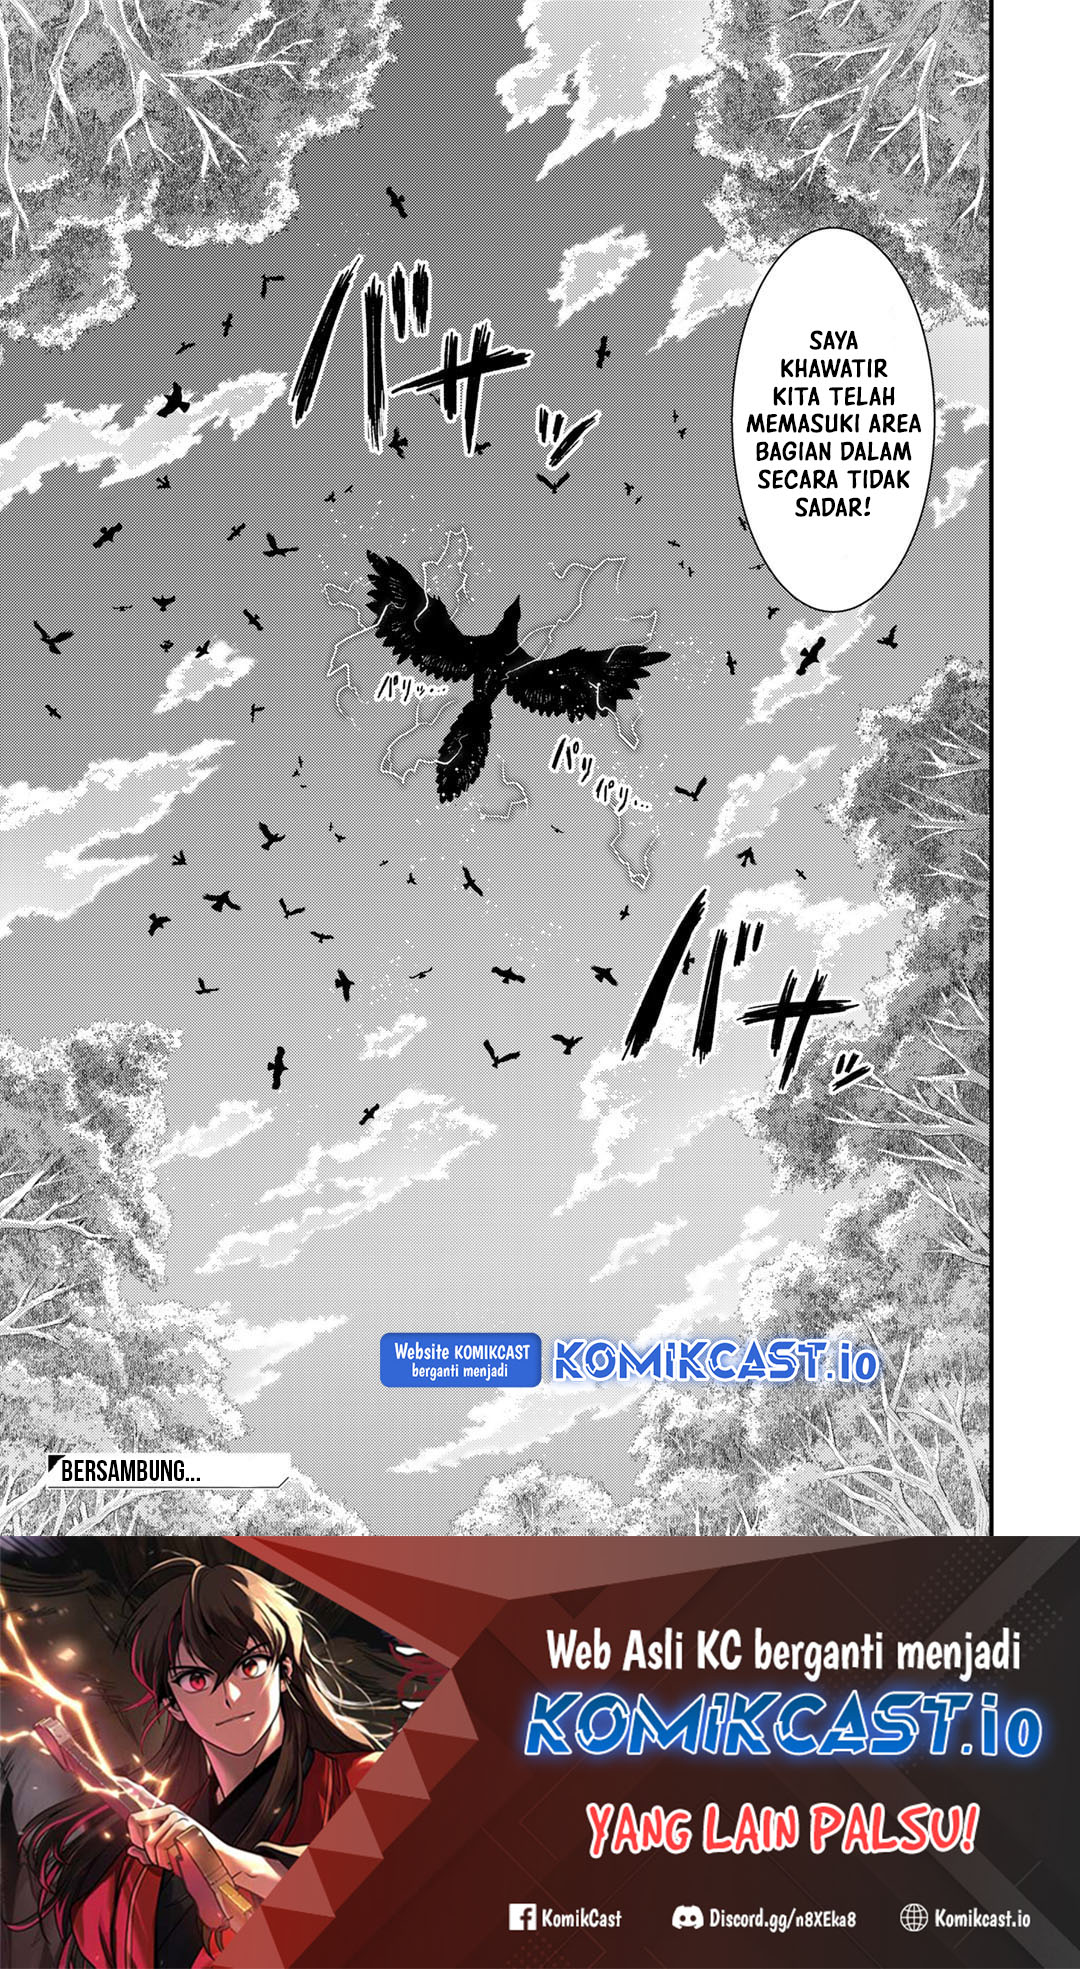 SAYA
KHAWATIR
KITA TELAH
MEMASUKI AREA
BAGIAN DALAM
SECARA TIDAK
SADAR!
バサッ
パリッ…
パリ
パリ…
バサッ
Website KOMIKCAST
berganti menjadi
KOMIKCAST.io
BERSAMBUNG...
Web Asli KC berganti menjadi
KOMIKCAST.io
YANG LAIN PALSU!
KomikCast
Discord.gg/n8XEka8
Komikcast.io